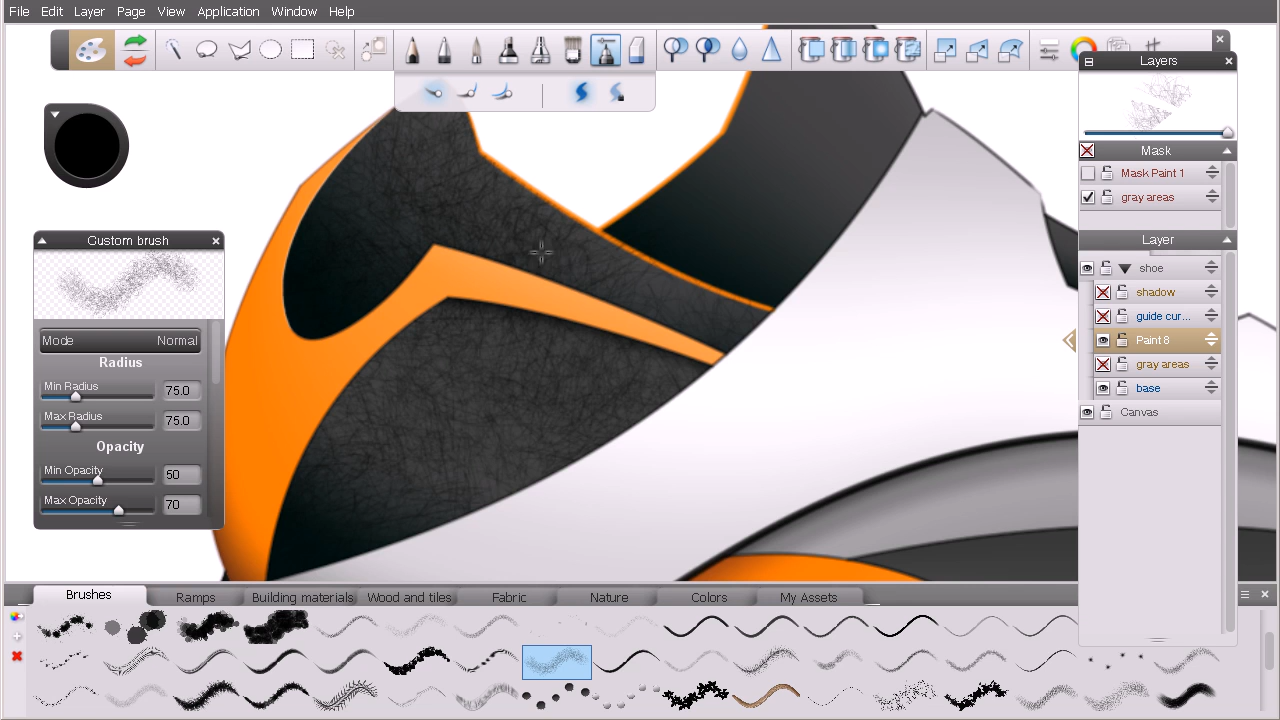 File Edit Layer Page View Application Window Help
Layers
Mask
Mask Paint 1
gray areas
Layer
shoe
shadow
guide cur...
Paint 8
gray areas
base
Canvas
Custom brush
Mode Normal
Radius
Min Radius 75.0
Max Radius 75.0
Opacity
Min Opacity 50
Max Opacity 70
Brushes Ramps Building materials Wood and tiles Fabric Nature Colors My Assets